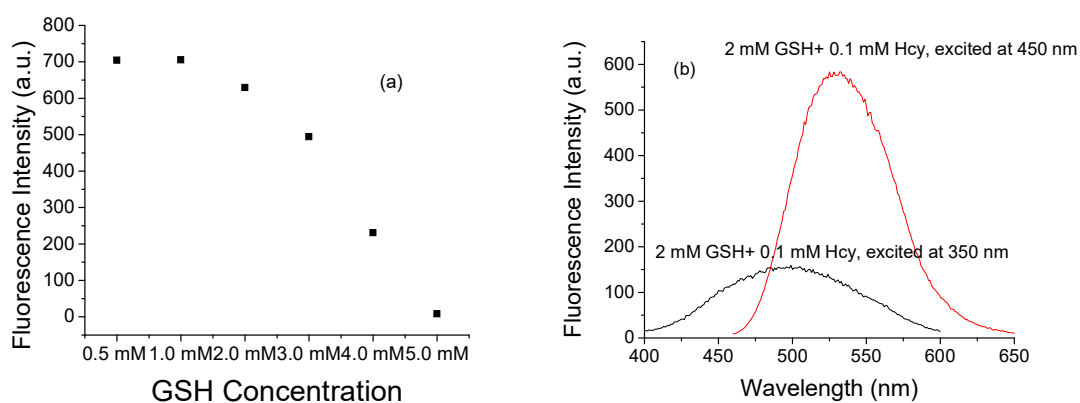 800
700
600
500
400
300
200
100
0
Fluorescence Intensity (a.u.)
(a)
0.5 mM 1.0 mM 2.0 mM 3.0 mM 4.0 mM 5.0 mM
GSH Concentration
2 mM GSH+ 0.1 mM Hcy, excited at 450 nm
(b)
600
500
400
300
200
150
100
0
Fluorescence Intensity (a.u.)
2 mM GSH+ 0.1 mM Hcy, excited at 350 nm
400 450 500 550 600 650
Wavelength (nm)